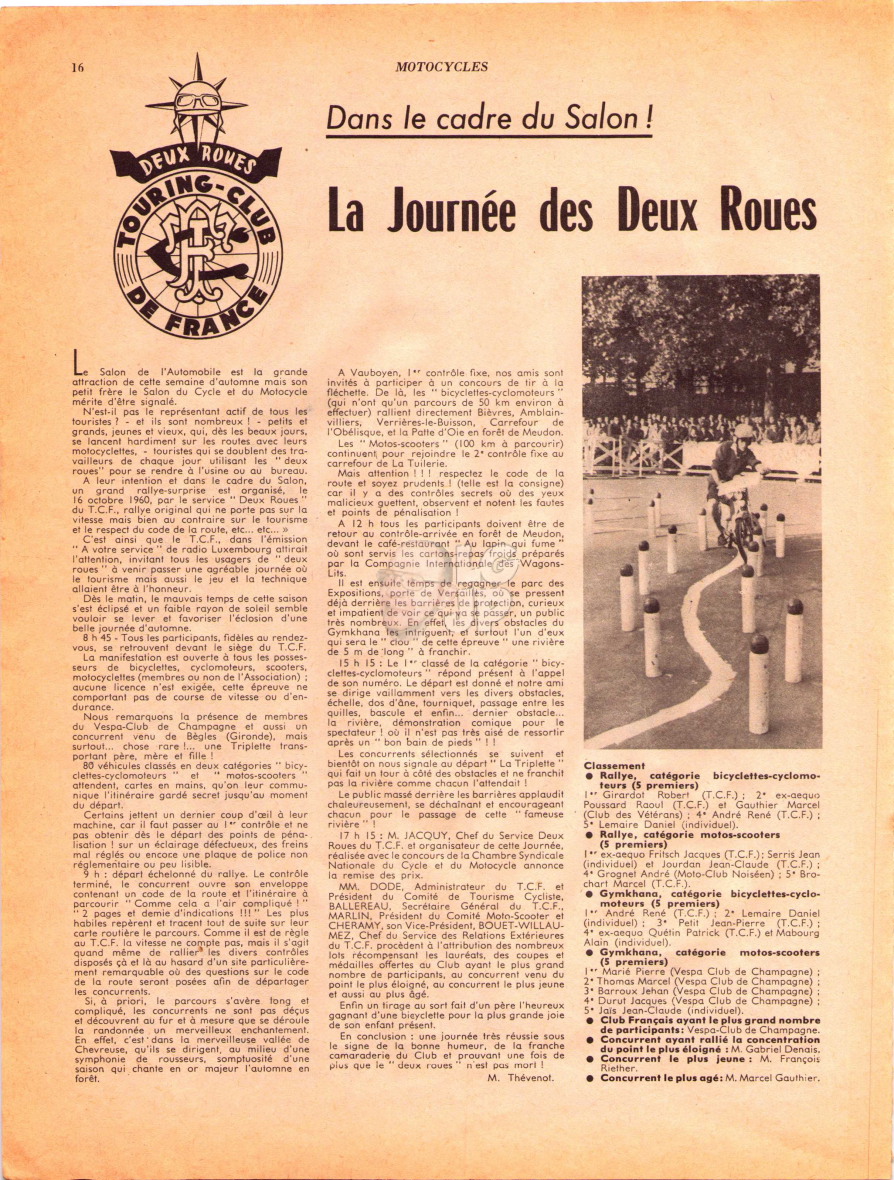 16
MOTOCYCLES
DEUX ROUES
TOURING-CLUB
DE FRANCE
Dans le cadre du Salon !
La Journée des Deux Roues
Le Salon de l'Automobile est la grande
attraction de cette semaine d'automne mais son
petit frère le Salon du Cycle et du Motocycle
mérite d'être signalé.
N'est-il pas le représentant actif de tous les
touristes ? - et ils sont nombreux ! - petits et
grands, jeunes et vieux, qui, dès les beaux jours,
se lancent hardiment sur les routes avec leurs
motocyclettes, - touristes qui se doublent des tra-
vailleurs de chaque jour utilisant les " deux
roues" pour se rendre à l'usine ou au bureau.
A leur intention et dans le cadre du Salon,
un grand rallye-surprise est organisé, le
16 octobre 1960, par le service " Deux Roues "
du T.C.F., rallye original qui ne porte pas sur la
vitesse mais bien au contraire sur le tourisme
et le respect du code de la route, etc... etc... »
C'est ainsi que le T.C.F., dans l'émission
" A votre service " de radio Luxembourg attirait
l'attention, invitant tous les usagers de " deux
roues " à venir passer une agréable journée où
le tourisme mais aussi le jeu et la technique
allaient être à l'honneur.
Dès le matin, le mauvais temps de cette saison
s'est éclipsé et un faible rayon de soleil semble
vouloir se lever et favoriser l'éclosion d'une
belle journée d'automne.
8 h 45 - Tous les participants, fidèles au rendez-
vous, se retrouvent devant le siège du T.C.F.
La manifestation est ouverte à tous les posses-
seurs de bicyclettes, cyclomoteurs, scooters,
motocyclettes (membres ou non de l'Association) ;
aucune licence n'est exigée, cette épreuve ne
comportant pas de course de vitesse ou d'en-
durance.
Nous remarquons la présence de membres
du Vespa-Club de Champagne et aussi un
concurrent venu de Bègles (Gironde), mais
surtout... chose rare !... une Triplette trans-
portant père, mère et fille !
80 véhicules classés en deux catégories " bicy-
clettes-cyclomoteurs " et " motos-scooters "
attendent, cartes en mains, qu'on leur commu-
nique l'itinéraire gardé secret jusqu'au moment
du départ.
Certains jettent un dernier coup d'œil à leur
machine, car il faut passer au 1er contrôle et ne
pas obtenir dès le départ des points de péna-
lisation ! sur un éclairage défectueux, des freins
mal réglés ou encore une plaque de police non
réglementaire ou peu lisible.
9 h : départ échelonné du rallye. Le contrôle
terminé, le concurrent ouvre son enveloppe
contenant un code de la route et l'itinéraire à
parcourir " Comme cela a l'air compliqué ! "
" 2 pages et demie d'indications !!! " Les plus
habiles repèrent et tracent tout de suite sur leur
carte routière le parcours. Comme il est de règle
au T.C.F. la vitesse ne compte pas, mais il s'agit
quand même de rallier les divers contrôles
disposés çà et là au hasard d'un site particulière-
ment remarquable où des questions sur le code
de la route seront posées afin de départager
les concurrents.
Si, à priori, le parcours s'avère long et
compliqué, les concurrents ne sont pas déçus
et découvrent au fur et à mesure que se déroule
la randonnée un merveilleux enchantement.
En effet, c'est dans la merveilleuse vallée de
Chevreuse, qu'ils se dirigent, au milieu d'une
symphonie de rousseurs, somptuosité d'une
saison qui chante en or majeur l'automne en
forêt.
A Vauboyen, 1er contrôle fixe, nos amis sont
invités à participer à un concours de tir à la
fléchette. De là, les " bicyclettes-cyclomoteurs "
(qui n'ont qu'un parcours de 50 km environ à
effectuer) rallient directement Bièvres, Amblain-
villiers, Verrières-le-Buisson, Carrefour de
l'Obélisque, et la Patte d'Oie en forêt de Meudon.
Les " Motos-scooters " (100 km à parcourir)
continuent pour rejoindre le 2e contrôle fixe au
carrefour de La Tuilerie.
Mais attention ! ! ! respectez le code de la
route et soyez prudents ! (telle est la consigne)
car il y a des contrôles secrets où des yeux
malicieux guettent, observent et notent les fautes
et points de pénalisation !
A 12 h tous les participants doivent être de
retour au contrôle-arrivée en forêt de Meudon,
devant le café-restaurant " Au lapin qui fume "
où sont servis les cartons-repas froids préparés
par la Compagnie Internationale des Wagons-
Lits.
Il est ensuite temps de regagner le parc des
Expositions, porte de Versailles, où se pressent
déjà derrière les barrières de protection, curieux
et impatient de voir ce qui va se passer, un public
très nombreux. En effet, les divers obstacles du
Gymkhana les intriguent, et surtout l'un d'eux
qui sera le " clou " de cette épreuve " une rivière
de 5 m de long " à franchir.
15 h 15 : Le 1er classé de la catégorie " bicy-
clettes-cyclomoteurs " répond présent à l'appel
de son numéro. Le départ est donné et notre ami
se dirige vaillamment vers les divers obstacles,
échelle, dos d'âne, tourniquet, passage entre les
quilles, bascule et enfin... dernier obstacle...
la rivière, démonstration comique pour le
spectateur ! où il n'est pas très aisé de ressortir
après un " bon bain de pieds " ! !
Les concurrents sélectionnés se suivent et
bientôt on nous signale au départ " La Triplette "
qui fait un tour à côté des obstacles et ne franchit
pas la rivière comme chacun l'attendait !
Le public massé derrière les barrières applaudit
chaleureusement, se déchaînant et encourageant
chacun pour le passage de cette " fameuse
rivière " !
17 h 15 : M. JACQUY, Chef du Service Deux
Roues du T.C.F. et organisateur de cette Journée,
réalisée avec le concours de la Chambre Syndicale
Nationale du Cycle et du Motocycle annonce
la remise des prix.
MM. DODE, Administrateur du T.C.F. et
Président du Comité de Tourisme Cycliste,
BALLEREAU, Secrétaire Général du T.C.F.,
MARLIN, Président du Comité Moto-Scooter et
CHERAMY, son Vice-Président, BOUET-WILLAU-
MEZ, Chef du Service des Relations Extérieures
du T.C.F. procèdent à l'attribution des nombreux
lots récompensant les lauréats, des coupes et
médailles offertes au Club ayant le plus grand
nombre de participants, au concurrent venu du
point le plus éloigné, au concurrent le plus jeune
et aussi au plus âgé.
Enfin un tirage au sort fait d'un père l'heureux
gagnant d'une bicyclette pour la plus grande joie
de son enfant présent.
En conclusion : une journée très réussie sous
le signe de la bonne humeur, de la franche
camaraderie du Club et prouvant une fois de
plus que le " deux roues " n'est pas mort !
M. Thévenot.
Classement
● Rallye, catégorie bicyclettes-cyclomo-
teurs (5 premiers)
1er Girardot Robert (T.C.F.) ; 2e ex-aequo
Poussard Raoul (T.C.F.) et Gauthier Marcel
(Club des Vétérans) ; 4e André René (T.C.F.) ;
5e Lemaire Daniel (individuel).
● Rallye, catégorie motos-scooters
(5 premiers)
1er ex-aequo Fritsch Jacques (T.C.F.); Serris Jean
(individuel) et Jourdan Jean-Claude (T.C.F.) ;
4e Grognet André (Moto-Club Noiséen) ; 5e Bro-
chart Marcel (T.C.F.).
● Gymkhana, catégorie bicyclettes-cyclo-
moteurs (5 premiers)
1er André René (T.C.F.) ; 2e Lemaire Daniel
(individuel) ; 3e Petit Jean-Pierre (T.C.F.) ;
4e ex-aequo Quétin Patrick (T.C.F.) et Mabourg
Alain (individuel).
● Gymkhana, catégorie motos-scooters
(5 premiers)
1er Marié Pierre (Vespa Club de Champagne) ;
2e Thomas Marcel (Vespa Club de Champagne) ;
3e Barroux Jehan (Vespa Club de Champagne) ;
4e Durut Jacques (Vespa Club de Champagne) ;
5e Jaïs Jean-Claude (individuel).
● Club Français ayant le plus grand nombre
de participants: Vespa-Club de Champagne.
● Concurrent ayant rallié la concentration
du point le plus éloigné : M. Gabriel Denais.
● Concurrent le plus jeune : M. François
Riether.
● Concurrent le plus agé: M. Marcel Gauthier.